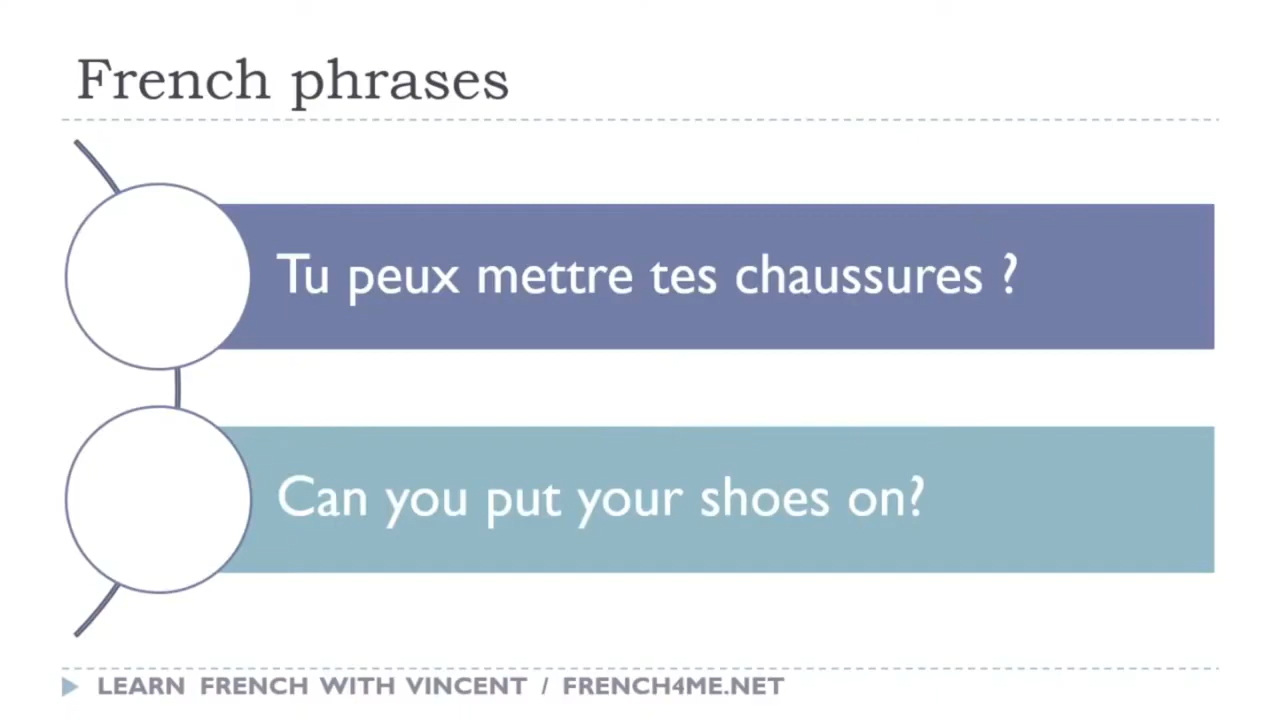 French phrases
Tu peux mettre tes chaussures ?
Can you put your shoes on?
LEARN FRENCH WITH VINCENT / FRENCH4ME.NET